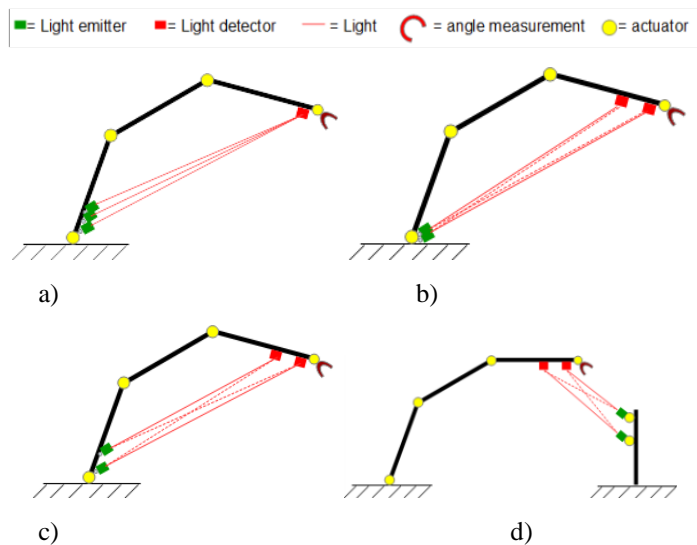 = Light emitter = Light detector = Light = angle measurement = actuator
a) b)
c) d)